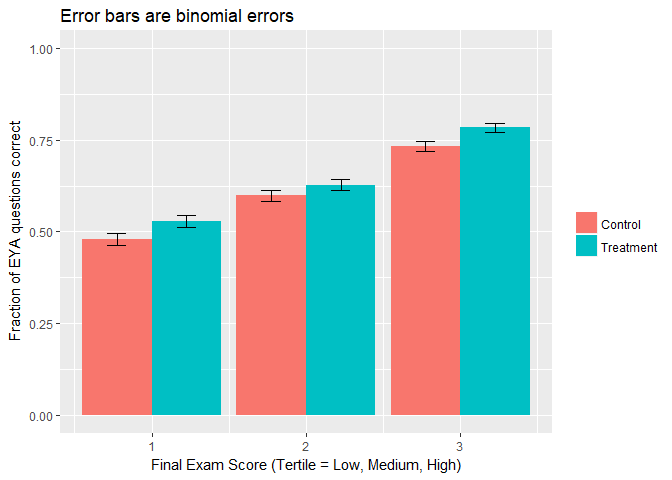 Error bars are binomial errors
1.00
0.75
0.50
0.25
0.00
Fraction of EYA questions correct
1 2 3
Final Exam Score (Tertile = Low, Medium, High)
Control
Treatment